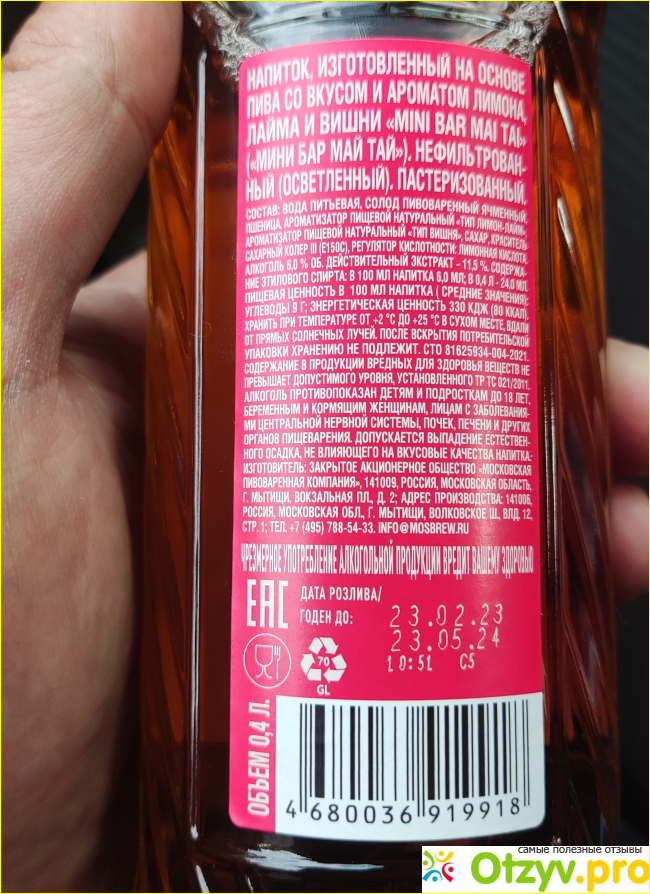 НАПИТОК, ИЗГОТОВЛЕННЫЙ НА ОСНОВЕ
ПИВА СО ВКУСОМ И АРОМАТОМ ЛИМОНА,
ЛАЙМА И ВИШНИ «MINI BAR MAI TAI»
(«МИНИ БАР МАЙ ТАЙ»). НЕФИЛЬТРОВАН-
НЫЙ (ОСВЕТЛЕННЫЙ). ПАСТЕРИЗОВАННЫЙ
СОСТАВ: ВОДА ПИТЬЕВАЯ, СОЛОД ПИВОВАРЕННЫЙ ЯЧМЕННЫЙ,
ПШЕНИЦА, АРОМАТИЗАТОР ПИЩЕВОЙ НАТУРАЛЬНЫЙ «ТИП ЛИМОН-ЛАЙМ»
АРОМАТИЗАТОР ПИЩЕВОЙ НАТУРАЛЬНЫЙ «ТИП ВИШНЯ», САХАР, КРАСИТЕЛЬ
САХАРНЫЙ КОЛЕР III (E150C), РЕГУЛЯТОР КИСЛОТНОСТИ: ЛИМОННАЯ КИСЛОТА
АЛКОГОЛЬ 6,0 % ОБ. ДЕЙСТВИТЕЛЬНЫЙ ЭКСТРАКТ - 11,5 %. СОДЕРЖА-
НИЕ ЭТИЛОВОГО СПИРТА: В 100 МЛ НАПИТКА 6,0 МЛ; В 0,4 Л - 24,0 МЛ.
ПИЩЕВАЯ ЦЕННОСТЬ В 100 МЛ НАПИТКА ( СРЕДНИЕ ЗНАЧЕНИЯ):
УГЛЕВОДЫ 9 Г; ЭНЕРГЕТИЧЕСКАЯ ЦЕННОСТЬ 330 КДЖ (80 ККАЛ).
ХРАНИТЬ ПРИ ТЕМПЕРАТУРЕ ОТ +2 °С ДО +25 °С В СУХОМ МЕСТЕ, ВДАЛИ
ОТ ПРЯМЫХ СОЛНЕЧНЫХ ЛУЧЕЙ. ПОСЛЕ ВСКРЫТИЯ ПОТРЕБИТЕЛЬСКОЙ
УПАКОВКИ ХРАНЕНИЮ НЕ ПОДЛЕЖИТ. СТО 81625934-004-2021.
СОДЕРЖАНИЕ В ПРОДУКЦИИ ВРЕДНЫХ ДЛЯ ЗДОРОВЬЯ ВЕЩЕСТВ НЕ
ПРЕВЫШАЕТ ДОПУСТИМОГО УРОВНЯ, УСТАНОВЛЕННОГО ТР ТС 021/2011.
АЛКОГОЛЬ ПРОТИВОПОКАЗАН ДЕТЯМ И ПОДРОСТКАМ ДО 18 ЛЕТ,
БЕРЕМЕННЫМ И КОРМЯЩИМ ЖЕНЩИНАМ, ЛИЦАМ С ЗАБОЛЕВАНИЯ-
МИ ЦЕНТРАЛЬНОЙ НЕРВНОЙ СИСТЕМЫ, ПОЧЕК, ПЕЧЕНИ И ДРУГИХ
ОРГАНОВ ПИЩЕВАРЕНИЯ. ДОПУСКАЕТСЯ ВЫПАДЕНИЕ ЕСТЕСТВЕН-
НОГО ОСАДКА, НЕ ВЛИЯЮЩЕГО НА ВКУСОВЫЕ КАЧЕСТВА НАПИТКА.
ИЗГОТОВИТЕЛЬ: ЗАКРЫТОЕ АКЦИОНЕРНОЕ ОБЩЕСТВО «МОСКОВСКАЯ
ПИВОВАРЕННАЯ КОМПАНИЯ», 141009, РОССИЯ, МОСКОВСКАЯ ОБЛАСТЬ,
Г. МЫТИЩИ, ВОКЗАЛЬНАЯ ПЛ., Д. 2; АДРЕС ПРОИЗВОДСТВА: 141006,
РОССИЯ, МОСКОВСКАЯ ОБЛ., Г. МЫТИЩИ, ВОЛКОВСКОЕ Ш., ВЛД. 12,
СТР. 1; ТЕЛ. +7 (495) 788-54-33. INFO@MOSBREW.RU
ЧРЕЗМЕРНОЕ УПОТРЕБЛЕНИЕ АЛКОГОЛЬНОЙ ПРОДУКЦИИ ВРЕДИТ ВАШЕМУ ЗДОРОВЬЮ
EAC
ДАТА РОЗЛИВА/
ГОДЕН ДО:
23.02.23
23.05.24
10:51 C5
70
GL
ОБЪЕМ 0,4 Л.
4 680036 919918
самые полезные отзывы
Otzyv.pro